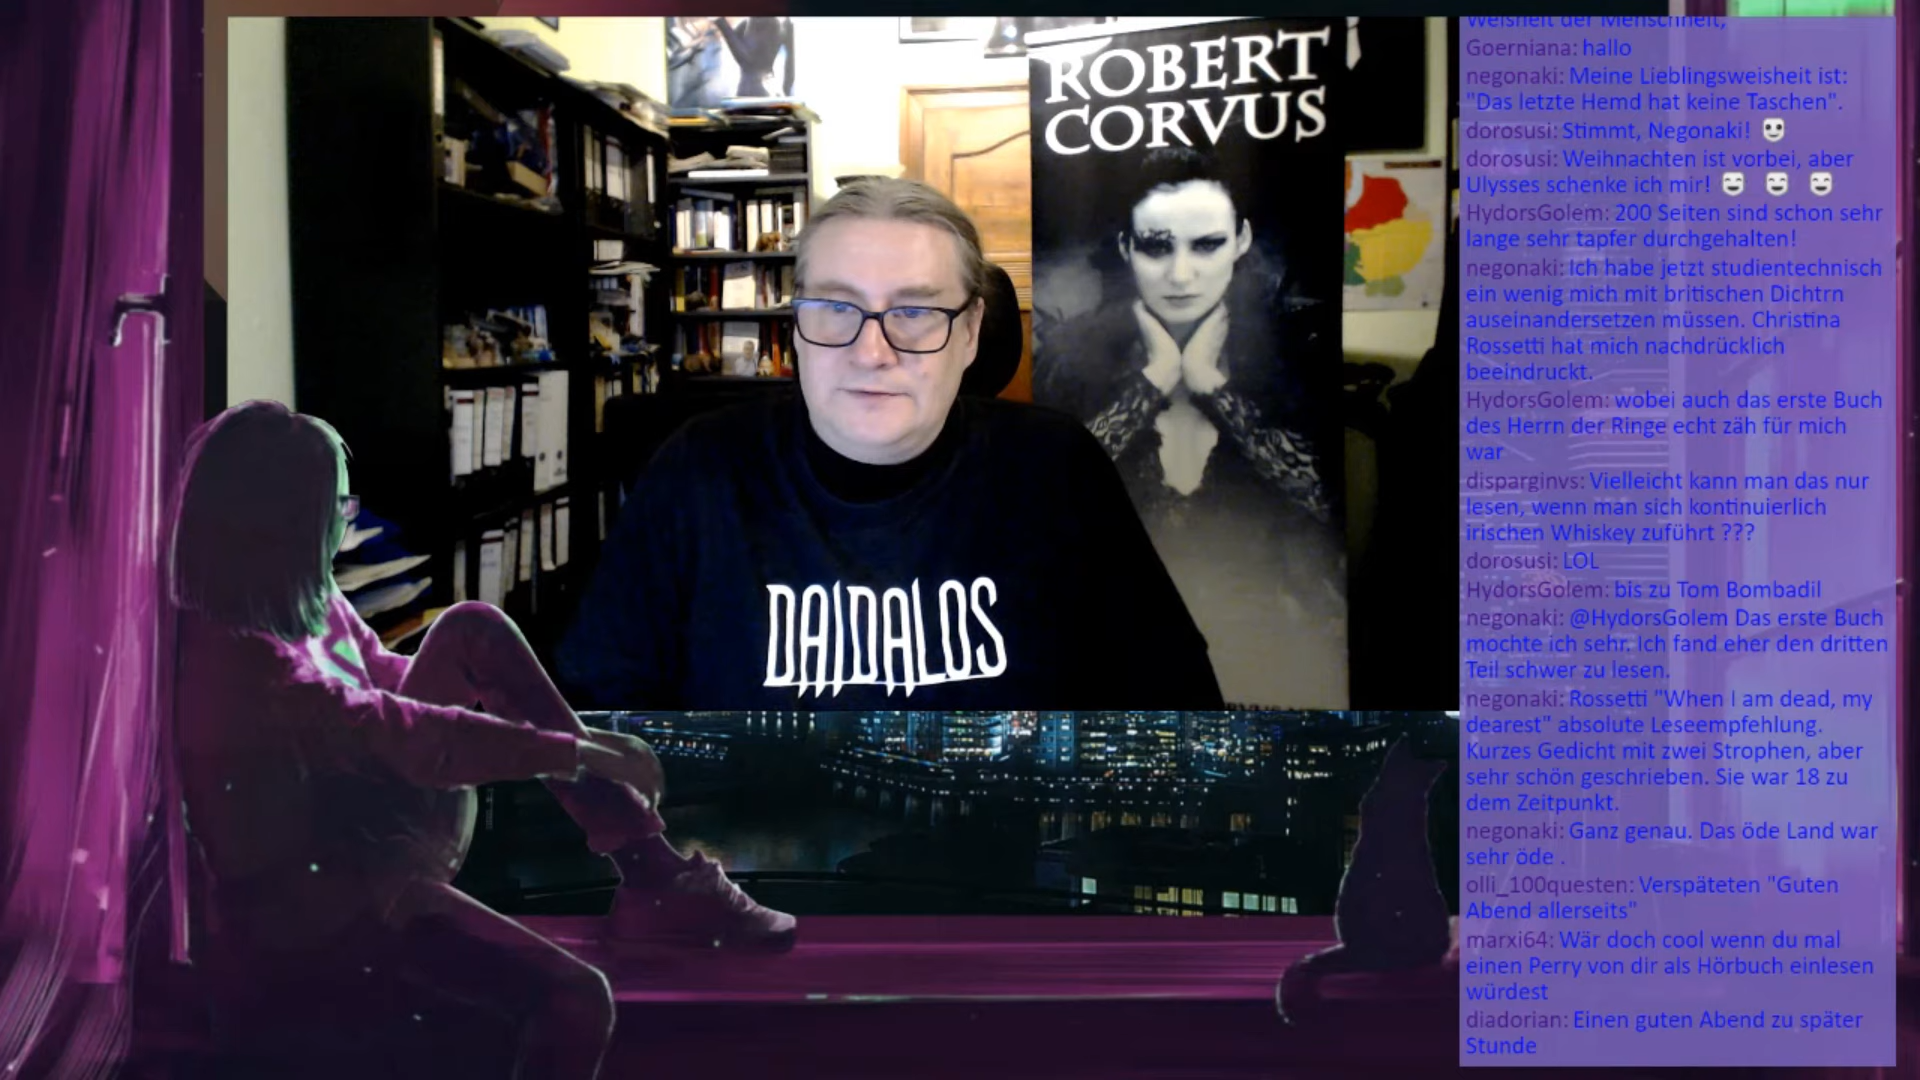 ROBERT
CORVUS
DAIDALOS
Weisheit der Menschheit,
Goerniana: hallo
negonaki: Meine Lieblingsweisheit ist:
"Das letzte Hemd hat keine Taschen".
dorosusi: Stimmt, Negonaki!
dorosusi: Weihnachten ist vorbei, aber
Ulysses schenke ich mir!
HydorsGolem: 200 Seiten sind schon sehr
lange sehr tapfer durchgehalten!
negonaki: Ich habe jetzt studientechnisch
ein wenig mich mit britischen Dichtrn
auseinandersetzen müssen. Christina
Rossetti hat mich nachdrücklich
beeindruckt.
HydorsGolem: wobei auch das erste Buch
des Herrn der Ringe echt zäh für mich
war
disparginvs: Vielleicht kann man das nur
lesen, wenn man sich kontinuierlich
irischen Whiskey zuführt ???
dorosusi: LOL
HydorsGolem: bis zu Tom Bombadil
negonaki: @HydorsGolem Das erste Buch
mochte ich sehr. Ich fand eher den dritten
Teil schwer zu lesen.
negonaki: Rossetti "When I am dead, my
dearest" absolute Leseempfehlung.
Kurzes Gedicht mit zwei Strophen, aber
sehr schön geschrieben. Sie war 18 zu
dem Zeitpunkt.
negonaki: Ganz genau. Das öde Land war
sehr öde .
olli_100questen: Verspäteten "Guten
Abend allerseits"
marxi64: Wär doch cool wenn du mal
einen Perry von dir als Hörbuch einlesen
würdest
diadorian: Einen guten Abend zu später
Stunde